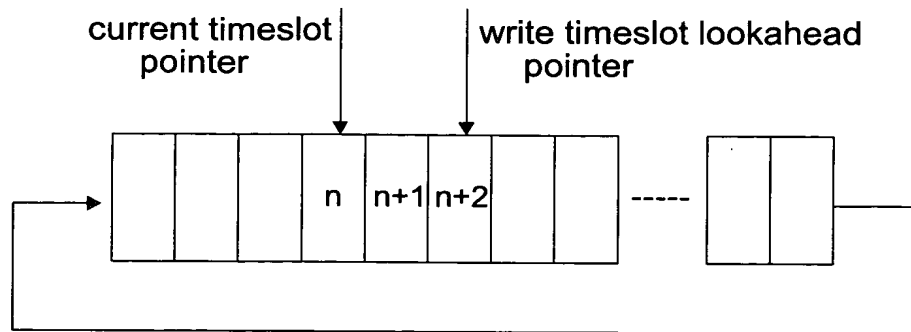 current timeslot
pointer
write timeslot lookahead
pointer
n
n+1
n+2